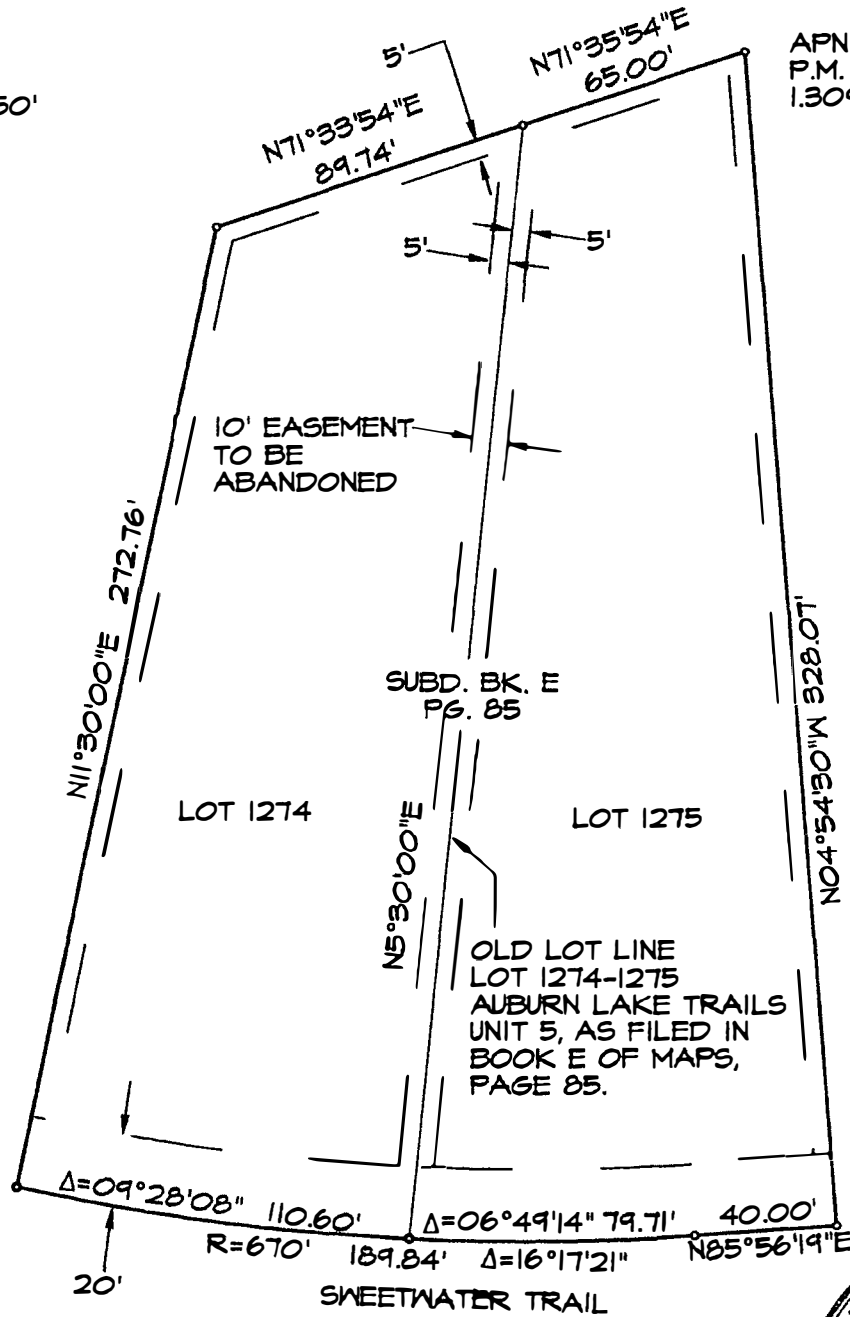 5'
N71°35'54"E
65.00'
APN
P.M.
1.309
50'
N71°33'54"E
89.74'
5'
5'
10' EASEMENT
TO BE
ABANDONED
N11°30'00"E 272.76'
SUBD. BK. E
PG. 85
N04°54'30"W 328.07'
LOT 1274
LOT 1275
N5°30'00"E
OLD LOT LINE
LOT 1274-1275
AUBURN LAKE TRAILS
UNIT 5, AS FILED IN
BOOK E OF MAPS,
PAGE 85.
Δ=09°28'08" 110.60'
Δ=06°49'14" 79.71'
40.00'
R=670' 189.84' Δ=16°17'21"
N85°56'19"E
20'
SWEETWATER TRAIL